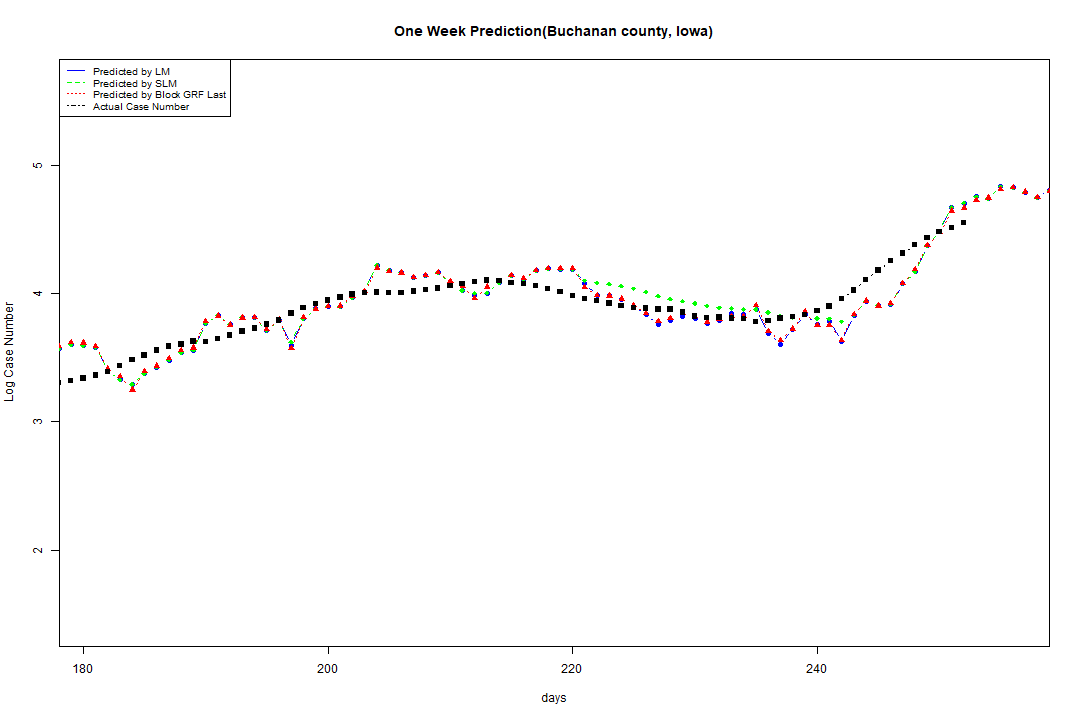 One Week Prediction(Buchanan county, Iowa)
Predicted by LM
Predicted by SLM
Predicted by Block GRF Last
Actual Case Number
5
4
3
2
Log Case Number
180 200 220 240
days